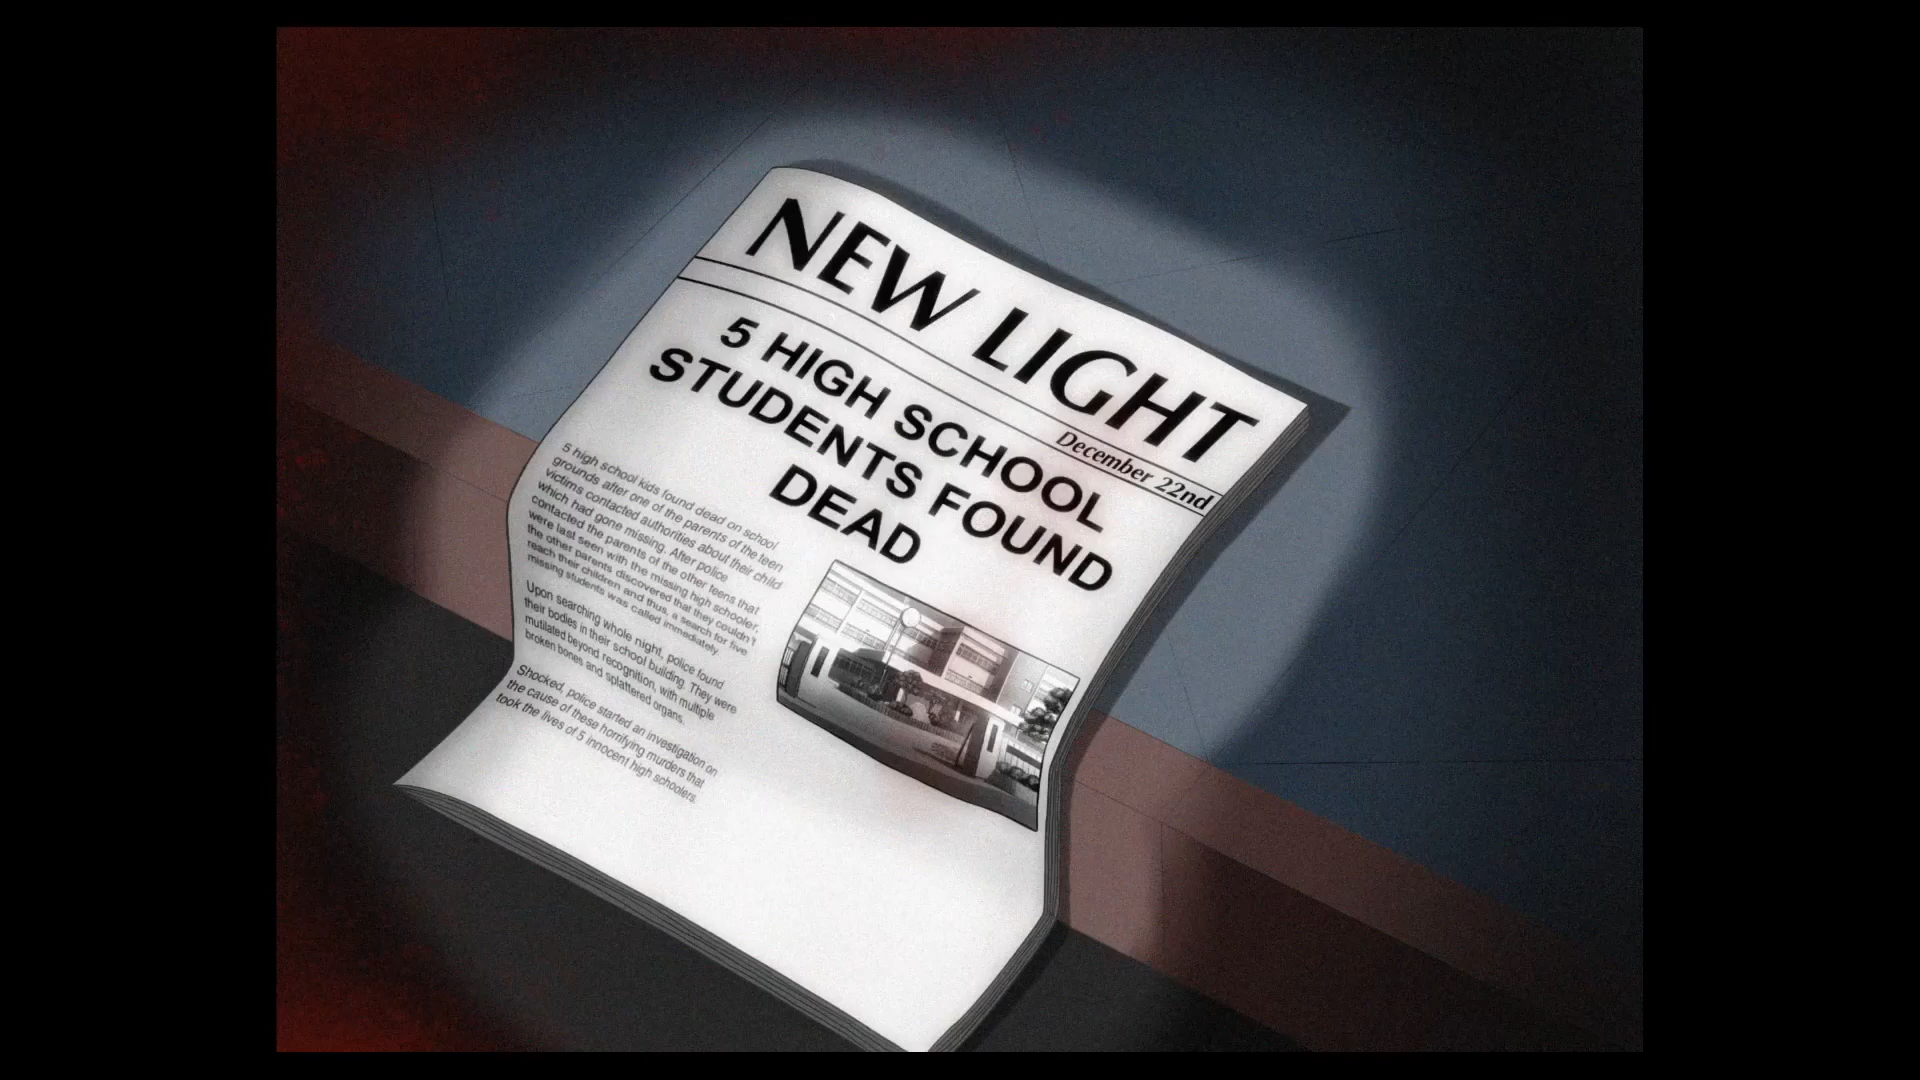 NEW LIGHT
December 22nd
5 HIGH SCHOOL
STUDENTS FOUND
DEAD
5 high school kids found dead on school
grounds after one of the parents of the teen
victims contacted authorities about their child
which had gone missing. After police
contacted the parents of the other teens that
were last seen with the missing high schooler,
the other parents discovered that they couldn't
reach their children and thus, a search for five
missing students was called immediately.
Upon searching whole night, police found
their bodies in their school building. They were
mutilated beyond recognition, with multiple
broken bones and splattered organs.
Shocked, police started an investigation on
the cause of these horrifying murders that
took the lives of 5 innocent high schoolers.